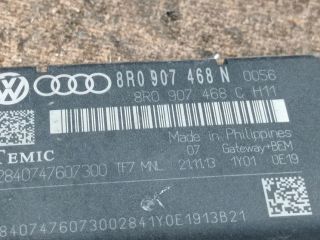 8R0 907 468 N 0056
8R0 907 468 C H11
Made in Philippines
TEMIC 07 Gateway+BEM
2840747607300 TF7 MNL 21.11.13 1Y01 0E19
8407476073002841Y0E1913B21